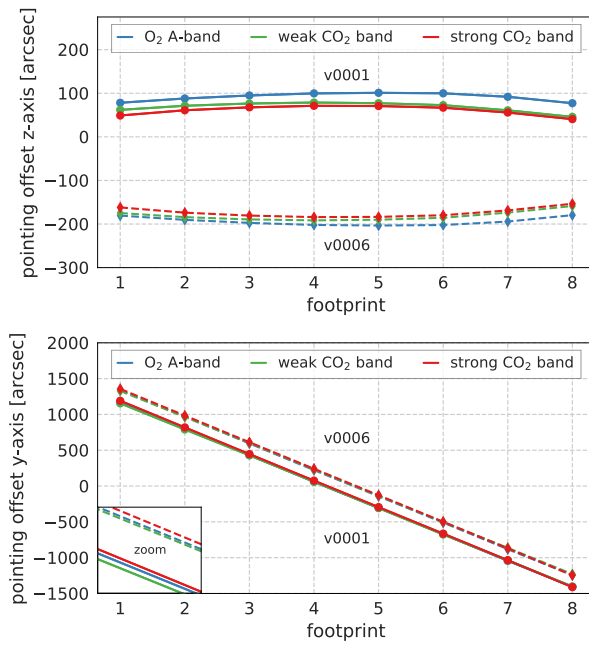 pointing offset z-axis [arcsec]
O₂ A-band weak CO₂ band strong CO₂ band
200
100
0
−100
−200
−300
v0001
v0006
1 2 3 4 5 6 7 8
footprint
pointing offset y-axis [arcsec]
O₂ A-band weak CO₂ band strong CO₂ band
2000
1500
1000
500
0
−500
−1000
−1500
v0006
v0001
zoom
1 2 3 4 5 6 7 8
footprint